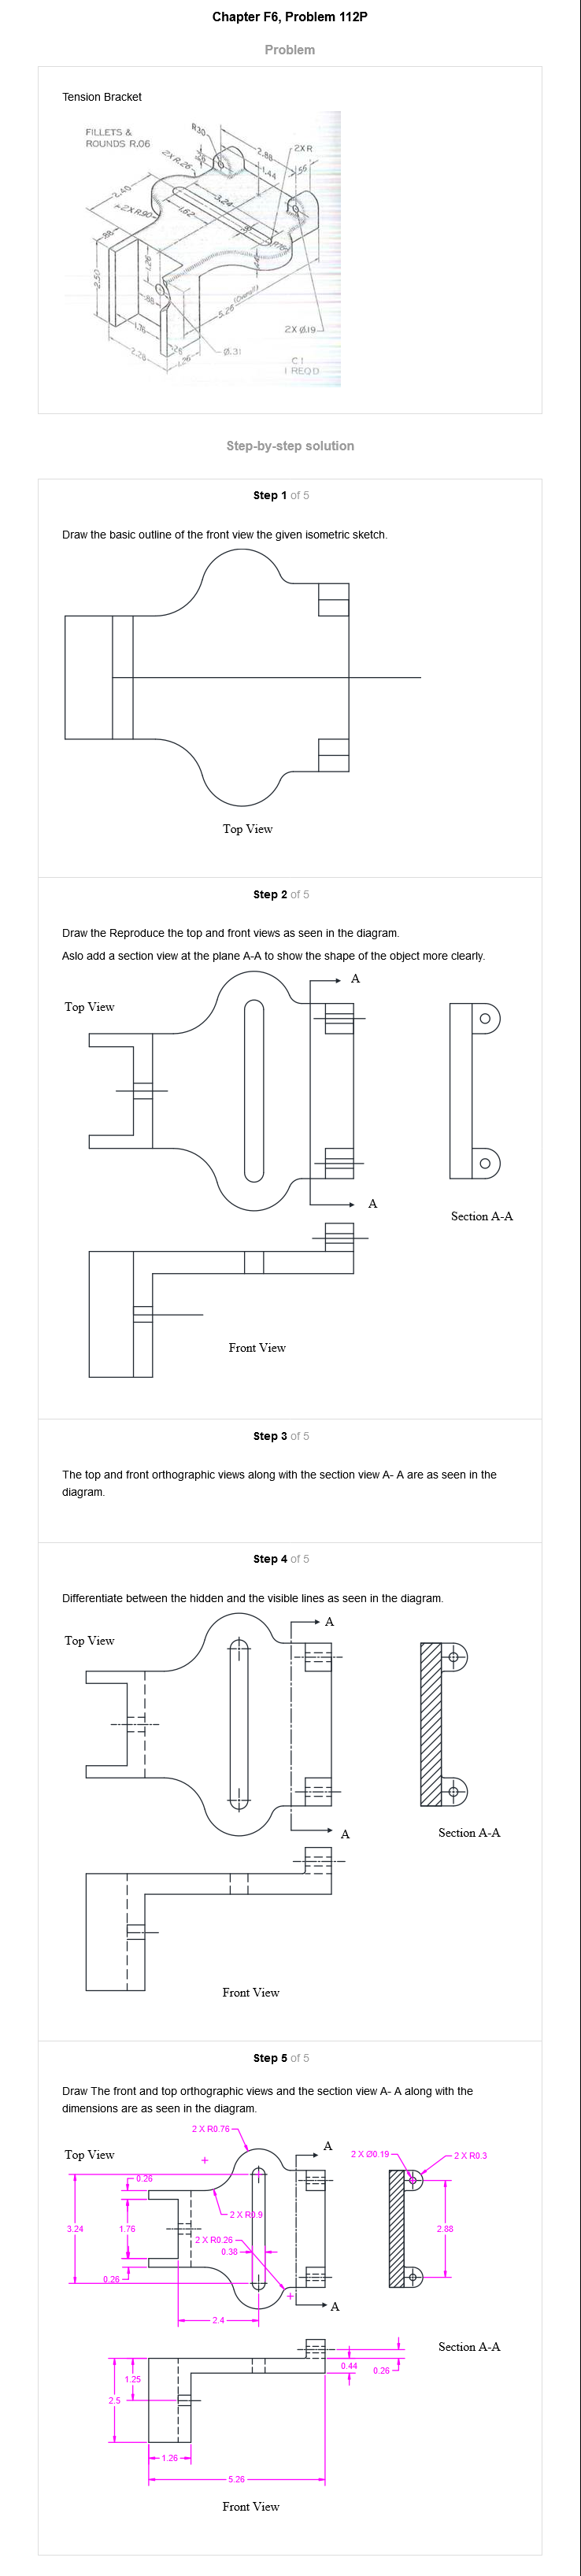 Chapter F6, Problem 112P
Problem
Tension Bracket
FILLETS &
ROUNDS R.06
R30
2X R.26
2.88
2X R
1.44
.56
2.40
2X R.90
3.24
1.62
.88
1.26
2.50
.88
5.26 (Overall)
1.76
2.28
.26
Ø.31
2X Ø.19
C I
1 REQ D
Step-by-step solution
Step 1 of 5
Draw the basic outline of the front view the given isometric sketch.
Top View
Step 2 of 5
Draw the Reproduce the top and front views as seen in the diagram.
Aslo add a section view at the plane A-A to show the shape of the object more clearly.
A
Top View
A
Section A-A
Front View
Step 3 of 5
The top and front orthographic views along with the section view A- A are as seen in the
diagram.
Step 4 of 5
Differentiate between the hidden and the visible lines as seen in the diagram.
A
Top View
A
Section A-A
Front View
Step 5 of 5
Draw The front and top orthographic views and the section view A- A along with the
dimensions are as seen in the diagram.
2 X R0.76
A
Top View
2 X Ø0.19
2 X R0.3
0.26
2 X R0.9
3.24
1.76
2.88
2 X R0.26
0.38
0.26
A
2.4
Section A-A
0.44
0.26
1.25
2.5
1.26
5.26
Front View